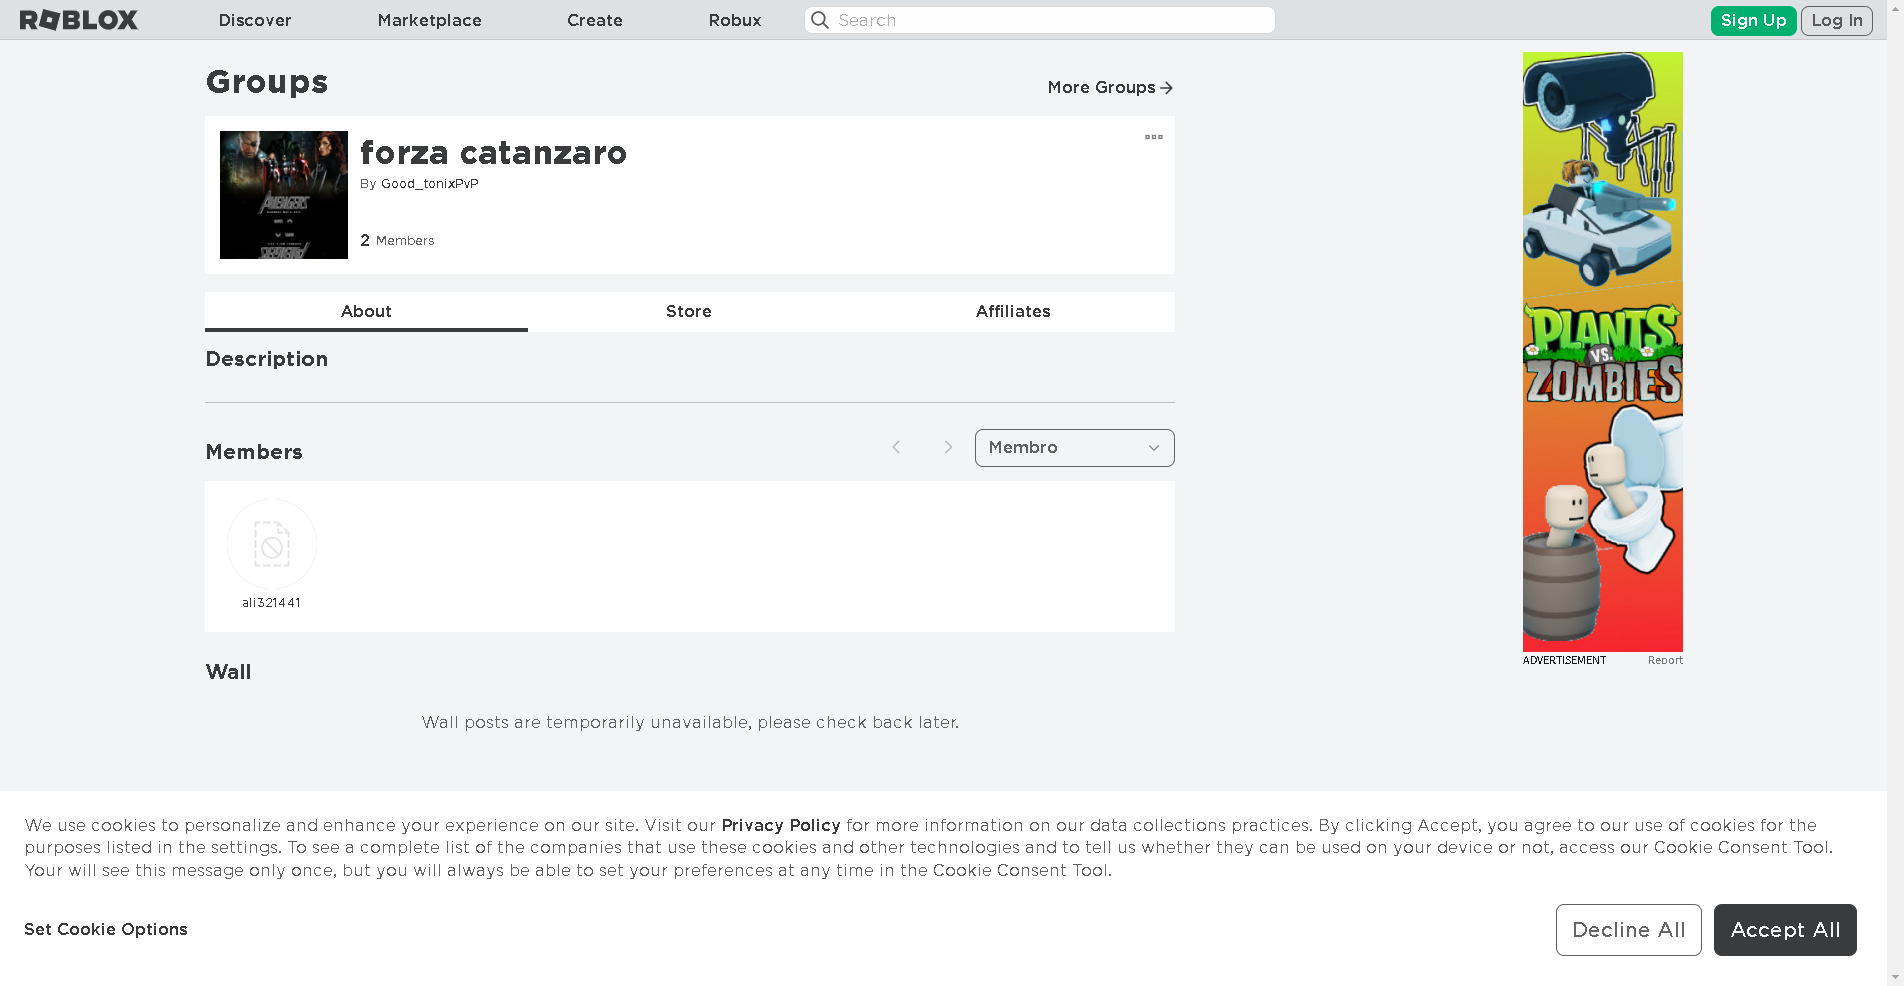 ROBLOX
Discover
Marketplace
Create
Robux
Search
Sign Up
Log In
Groups
More Groups
forza catanzaro
By Good_tonixPvP
2 Members
AVENGERS
About
Store
Affiliates
Description
Members
Membro
ali321441
Wall
Wall posts are temporarily unavailable, please check back later.
PLANTS
VS.
ZOMBIES
ADVERTISEMENT
Report
We use cookies to personalize and enhance your experience on our site. Visit our Privacy Policy for more information on our data collections practices. By clicking Accept, you agree to our use of cookies for the
purposes listed in the settings. To see a complete list of the companies that use these cookies and other technologies and to tell us whether they can be used on your device or not, access our Cookie Consent Tool.
Your will see this message only once, but you will always be able to set your preferences at any time in the Cookie Consent Tool.
Set Cookie Options
Decline All
Accept All